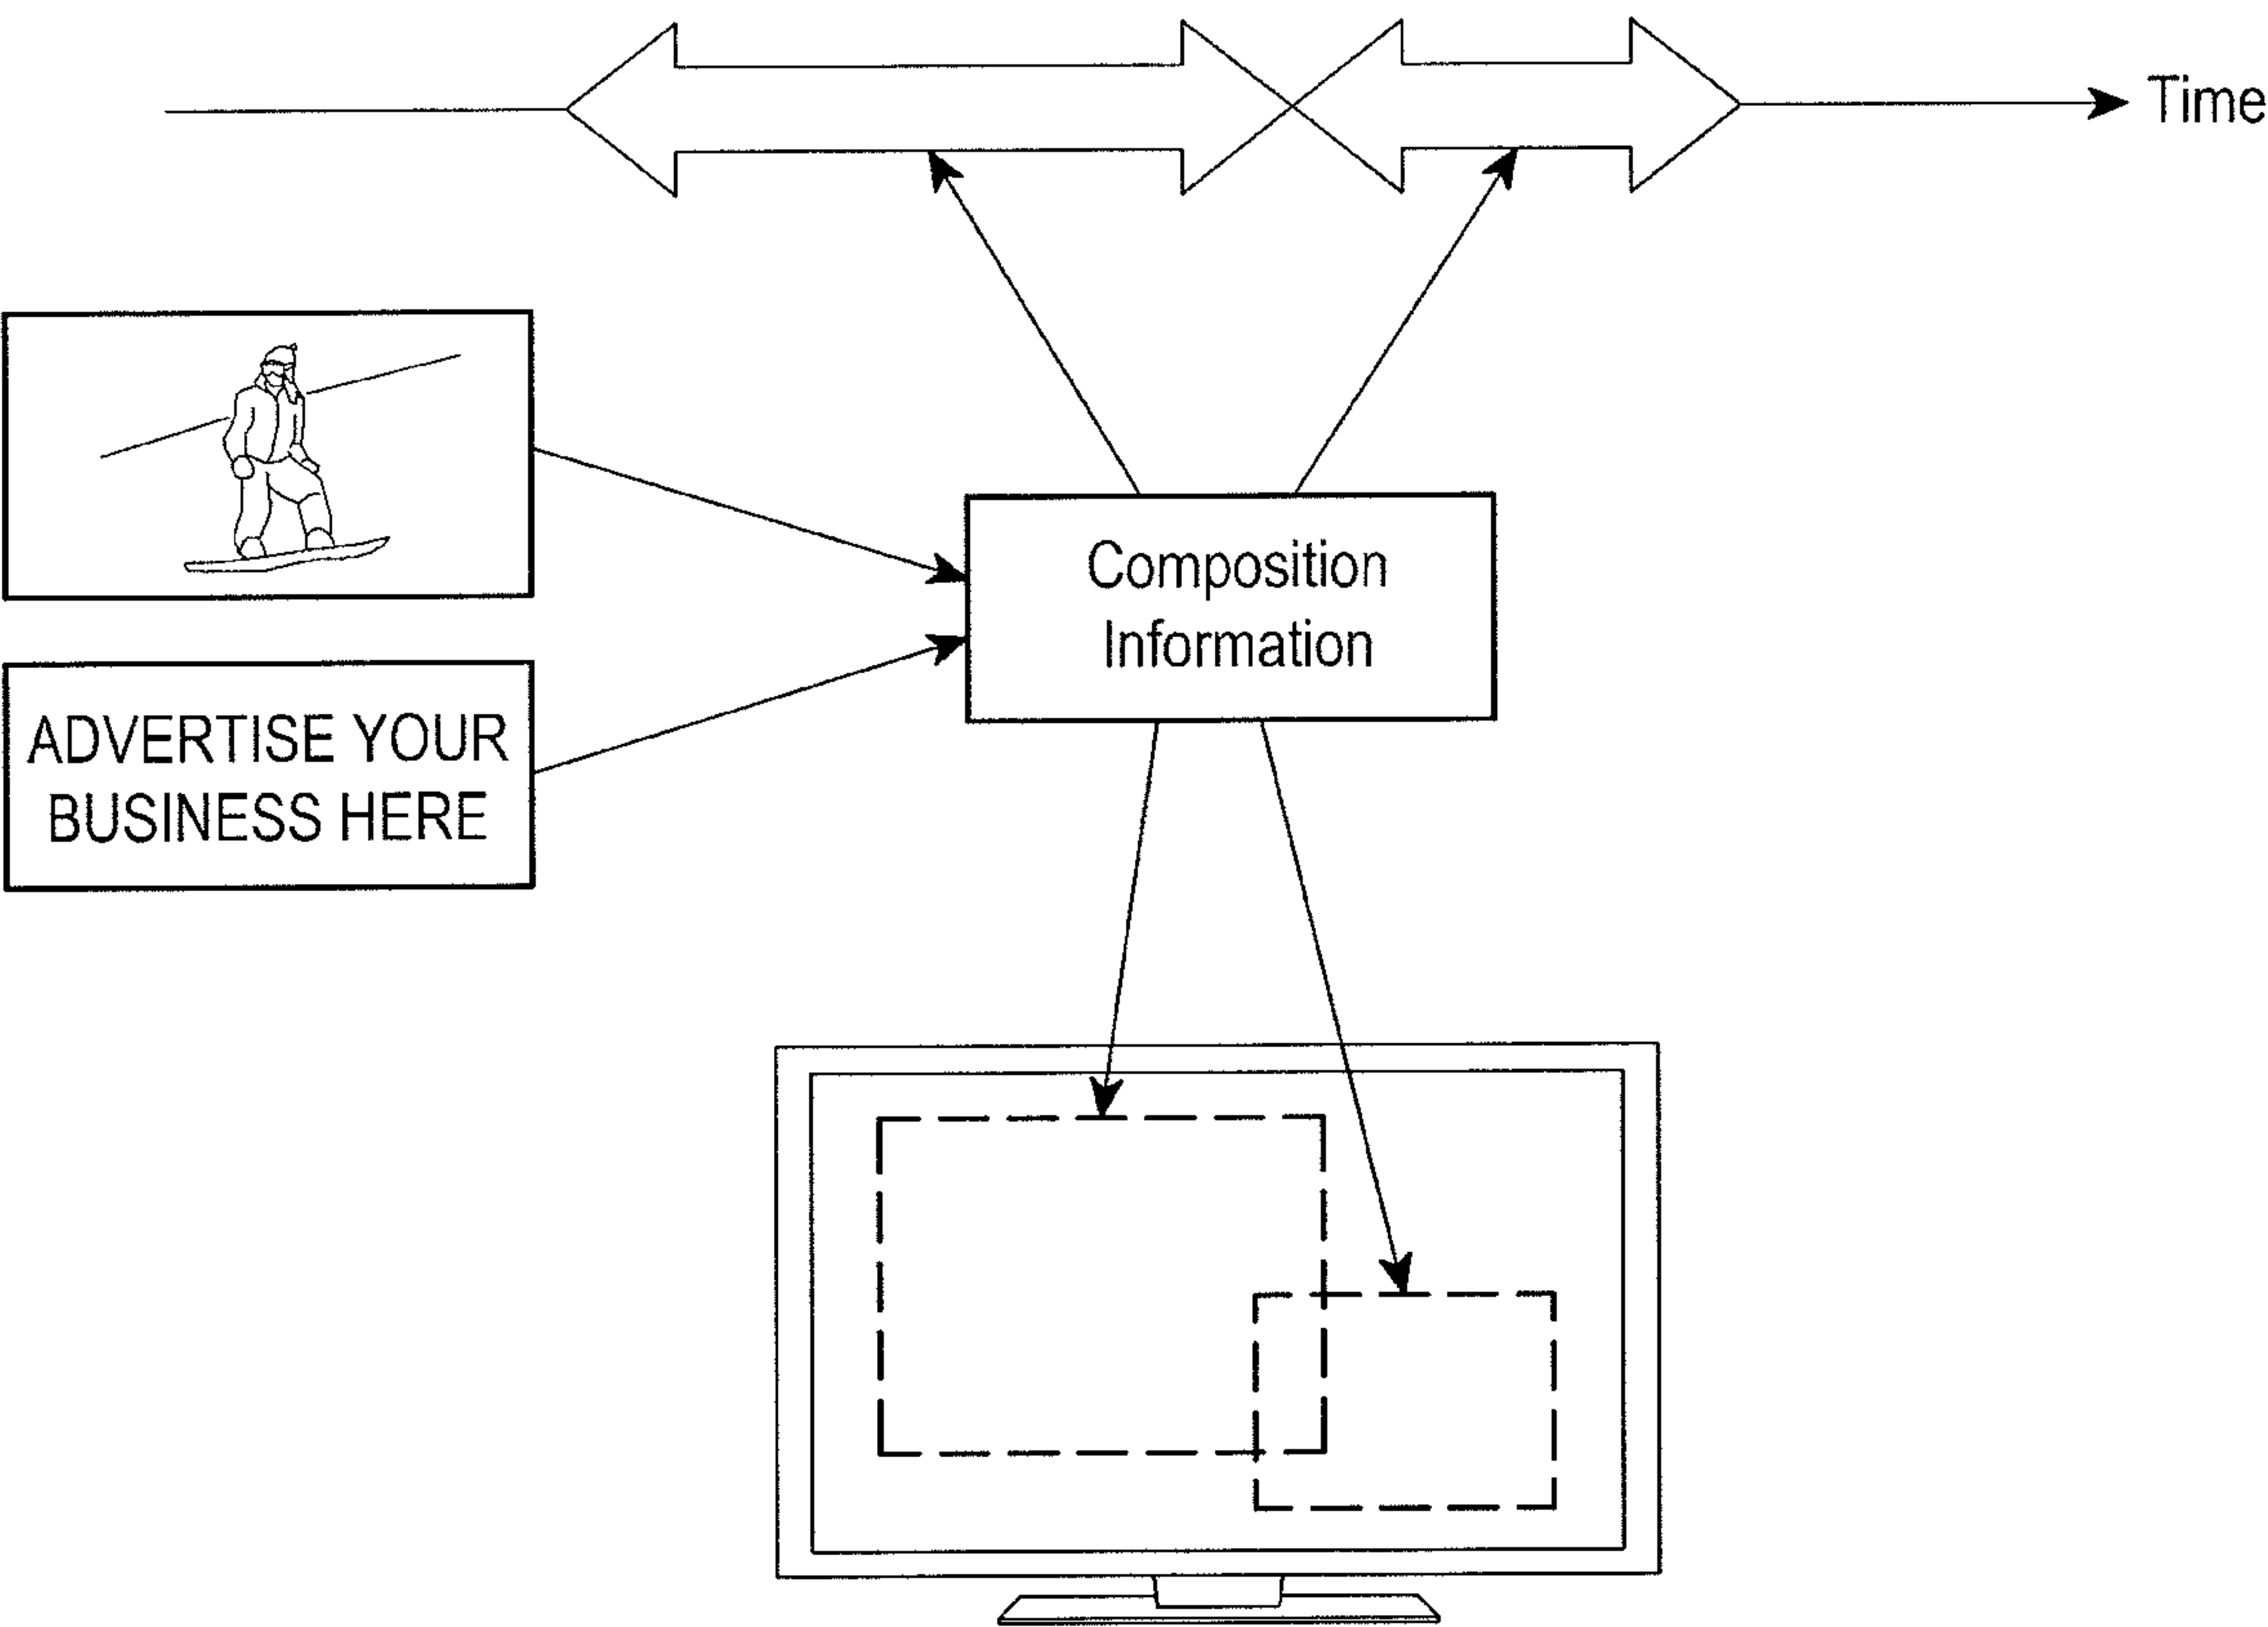 Time
Composition
Information
ADVERTISE YOUR
BUSINESS HERE